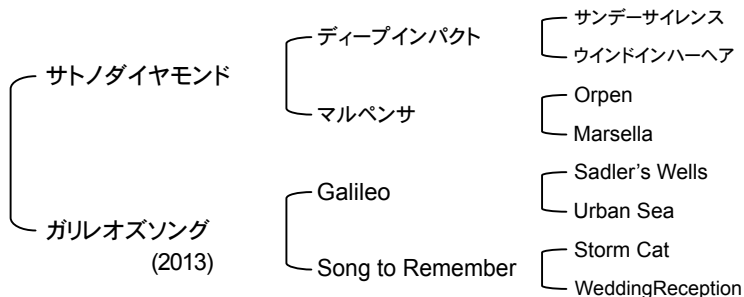 サンデーサイレンス
ディープインパクト
ウインドインハーヘア
サトノダイヤモンド
Orpen
マルペンサ
Marsella
Sadler's Wells
Galileo
Urban Sea
ガリレオズソング
(2013)
Storm Cat
Song to Remember
WeddingReception